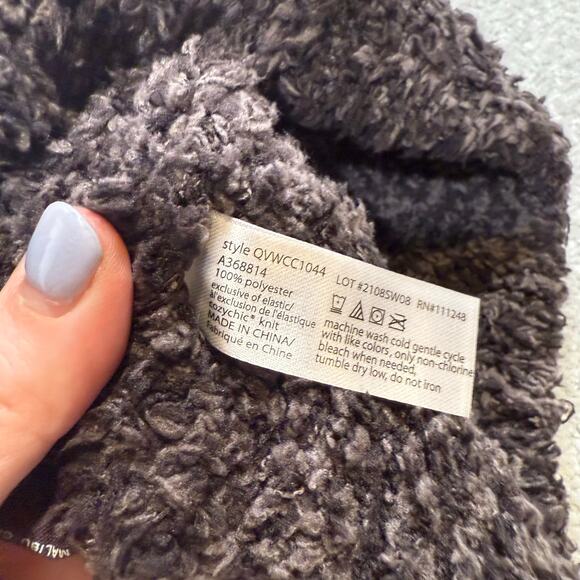 style QVWCC1044
A368814
100% polyester
exclusive of elastic/
à l'exclusion de l'élastique
cozychic® knit
MADE IN CHINA/
Fabriqué en Chine
LOT #2108SW08 RN#111248
machine wash cold gentle cycle
with like colors, only non-chlorine
bleach when needed,
tumble dry low, do not iron
MALIBU